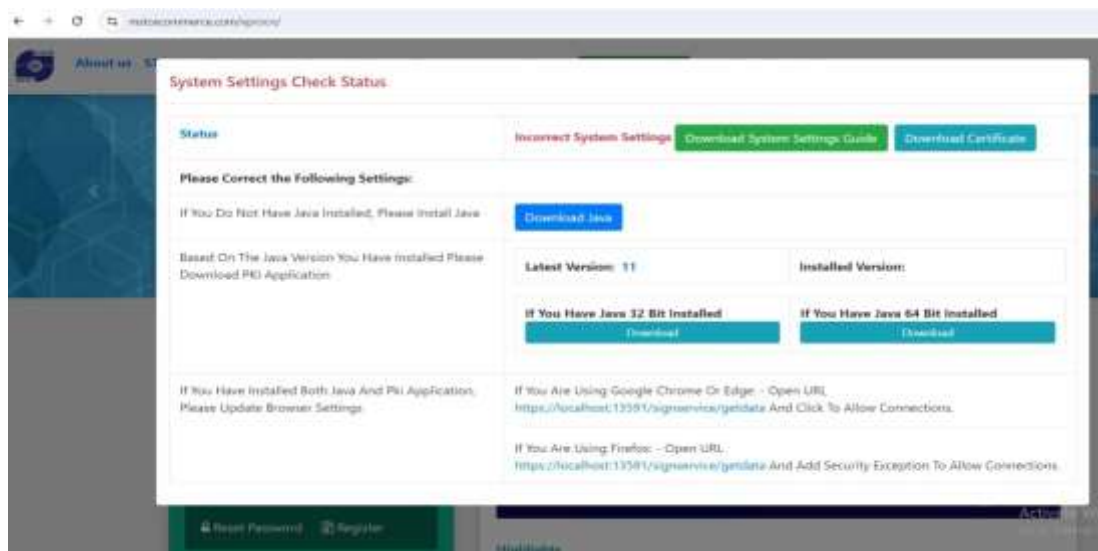 mstcecommerce.com/eproc/
About us
System Settings Check Status
Status
Incorrect System Settings Download System Settings Guide Download Certificate
Please Correct the Following Settings:
If You Do Not Have Java Installed, Please Install Java
Download Java
Based On The Java Version You Have Installed Please
Download PKI Application
Latest Version: 11
Installed Version:
If You Have Java 32 Bit Installed
Download
If You Have Java 64 Bit Installed
Download
If You Have Installed Both Java And Pki Application,
Please Update Browser Settings
If You Are Using Google Chrome Or Edge: - Open URL
https://localhost:13591/signservice/getdata And Click To Allow Connections.
If You Are Using Firefox: - Open URL
https://localhost:13591/signservice/getdata And Add Security Exception To Allow Connections.
Reset Password Register
Highlights